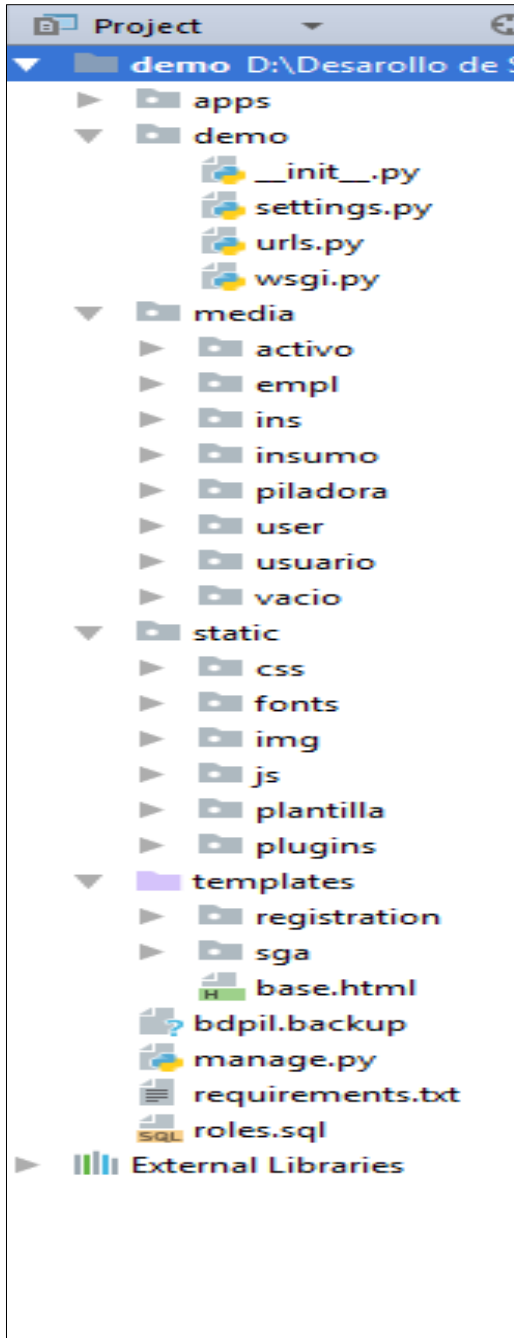 Project
demo D:\Desarollo de S
apps
demo
__init__.py
settings.py
urls.py
wsgi.py
media
activo
empl
ins
insumo
piladora
user
usuario
vacio
static
css
fonts
img
js
plantilla
plugins
templates
registration
sga
H base.html
bdpil.backup
manage.py
requirements.txt
SQL roles.sql
External Libraries